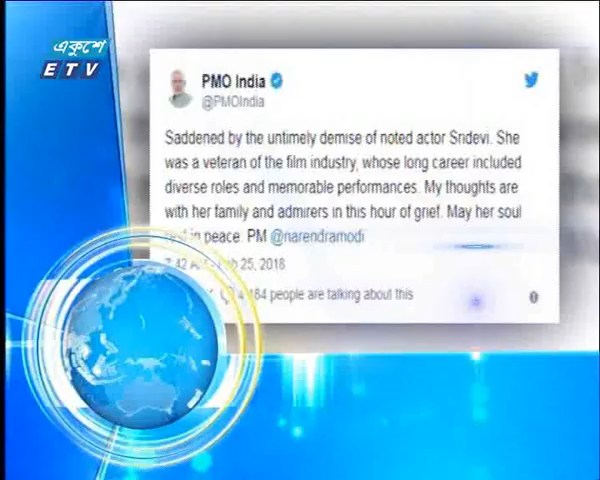 একুশে
ETV
PMO India
@PMOIndia
Saddened by the untimely demise of noted actor Sridevi. She
was a veteran of the film industry, whose long career included
diverse roles and memorable performances. My thoughts are
with her family and admirers in this hour of grief. May her soul
in peace. PM @narendramodi
25, 2018
people are talking about this